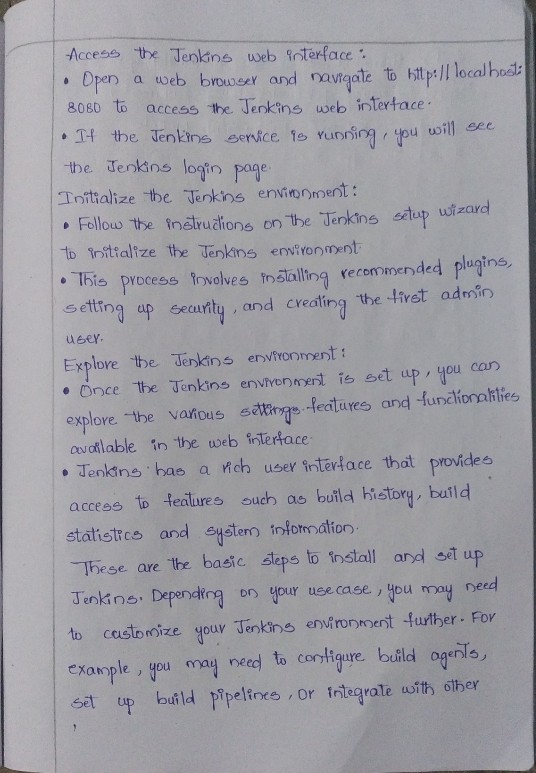 Access the Jenkins web interface:
• Open a web browser and navigate to http://localhost:
8080 to access the Jenkins web interface.
• If the Jenkins service is running, you will see
the Jenkins login page.
Initialize the Jenkins environment:
• Follow the instructions on the Jenkins setup wizard
to initialize the Jenkins environment.
• This process involves installing recommended plugins,
setting up security, and creating the first admin
user.
Explore the Jenkins environment:
• Once the Jenkins environment is set up, you can
explore the various settings features and functionalities
available in the web interface.
• Jenkins has a rich user interface that provides
access to features such as build history, build
statistics and system information.
These are the basic steps to install and set up
Jenkins. Depending on your usecase, you may need
to customize your Jenkins environment further. For
example, you may need to configure build agents,
set up build pipelines, or integrate with other